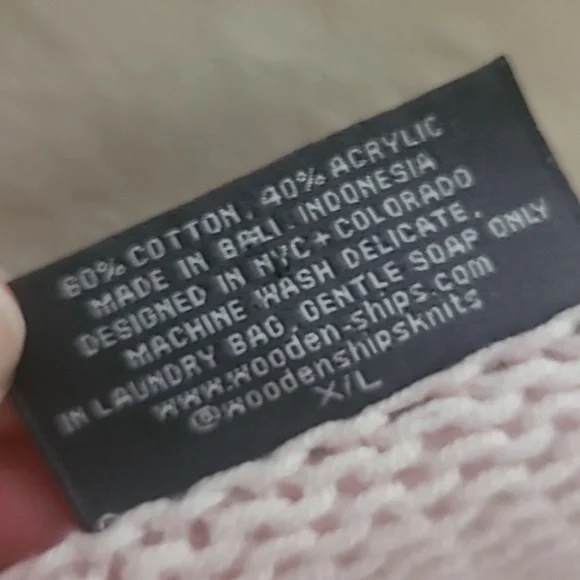 60% COTTON, 40% ACRYLIC
MADE IN BALI, INDONESIA
DESIGNED IN NYC + COLORADO
MACHINE WASH DELICATE,
IN LAUNDRY BAG, GENTLE SOAP ONLY
www.wooden-ships.com
@woodenshipsknits
X/L